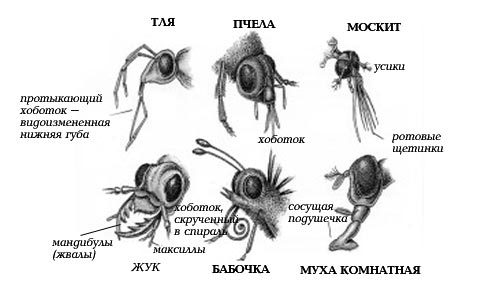 ТЛЯ
ПЧЕЛА
МОСКИТ
протыкающий
хоботок —
видоизмененная
нижняя губа
хоботок
усики
ротовые
щетинки
мандибулы
(жвалы)
максиллы
хоботок,
скрученный
в спираль
сосущая
подушечка
ЖУК
БАБОЧКА
МУХА КОМНАТНАЯ